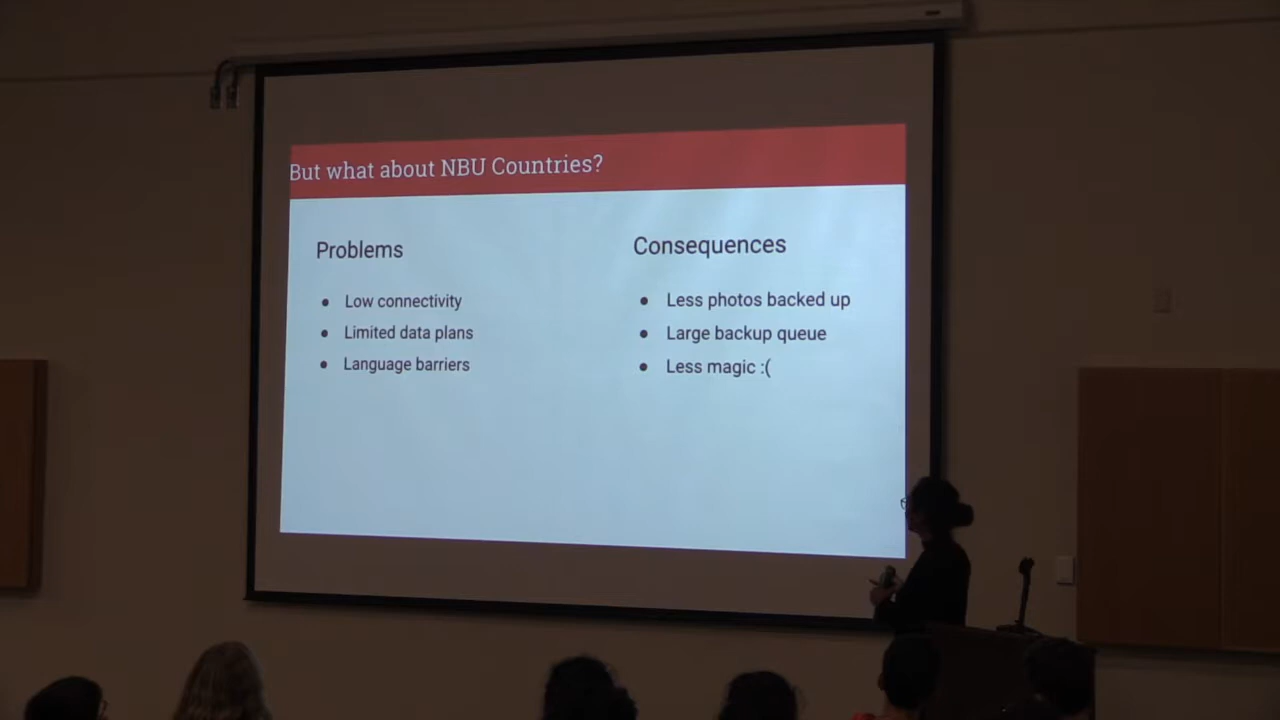 But what about NBU Countries?
Problems
● Low connectivity
● Limited data plans
● Language barriers
Consequences
● Less photos backed up
● Large backup queue
● Less magic :(